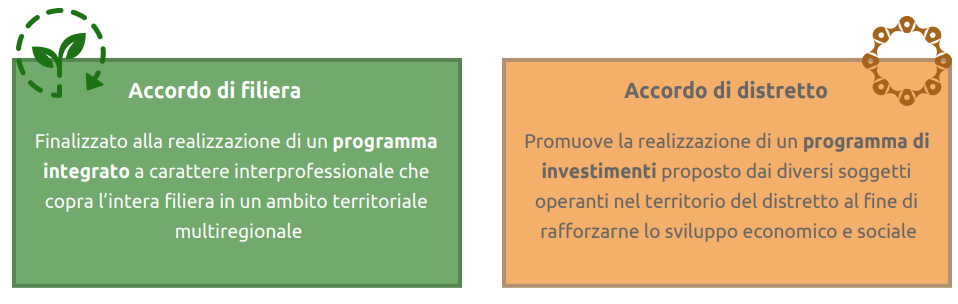 Accordo di filiera
Finalizzato alla realizzazione di un programma
integrato a carattere interprofessionale che
copra l'intera filiera in un ambito territoriale
multiregionale
Accordo di distretto
Promuove la realizzazione di un programma di
investimenti proposto dai diversi soggetti
operanti nel territorio del distretto al fine di
rafforzarne lo sviluppo economico e sociale